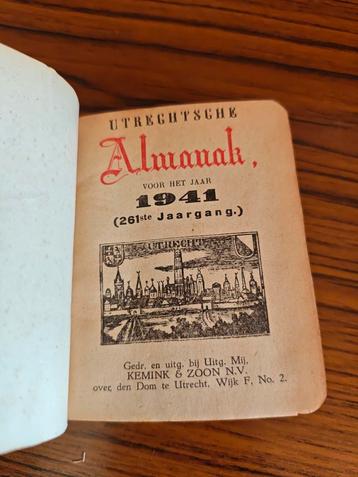 UTRECHTSCHE
Almanak,
VOOR HET JAAR
1941
(261ste Jaargang.)
UTRECHT
Gedr. en uitg. bij Uitg. Mij.
KEMINK & ZOON N.V.
over den Dom te Utrecht. Wijk F, No. 2.